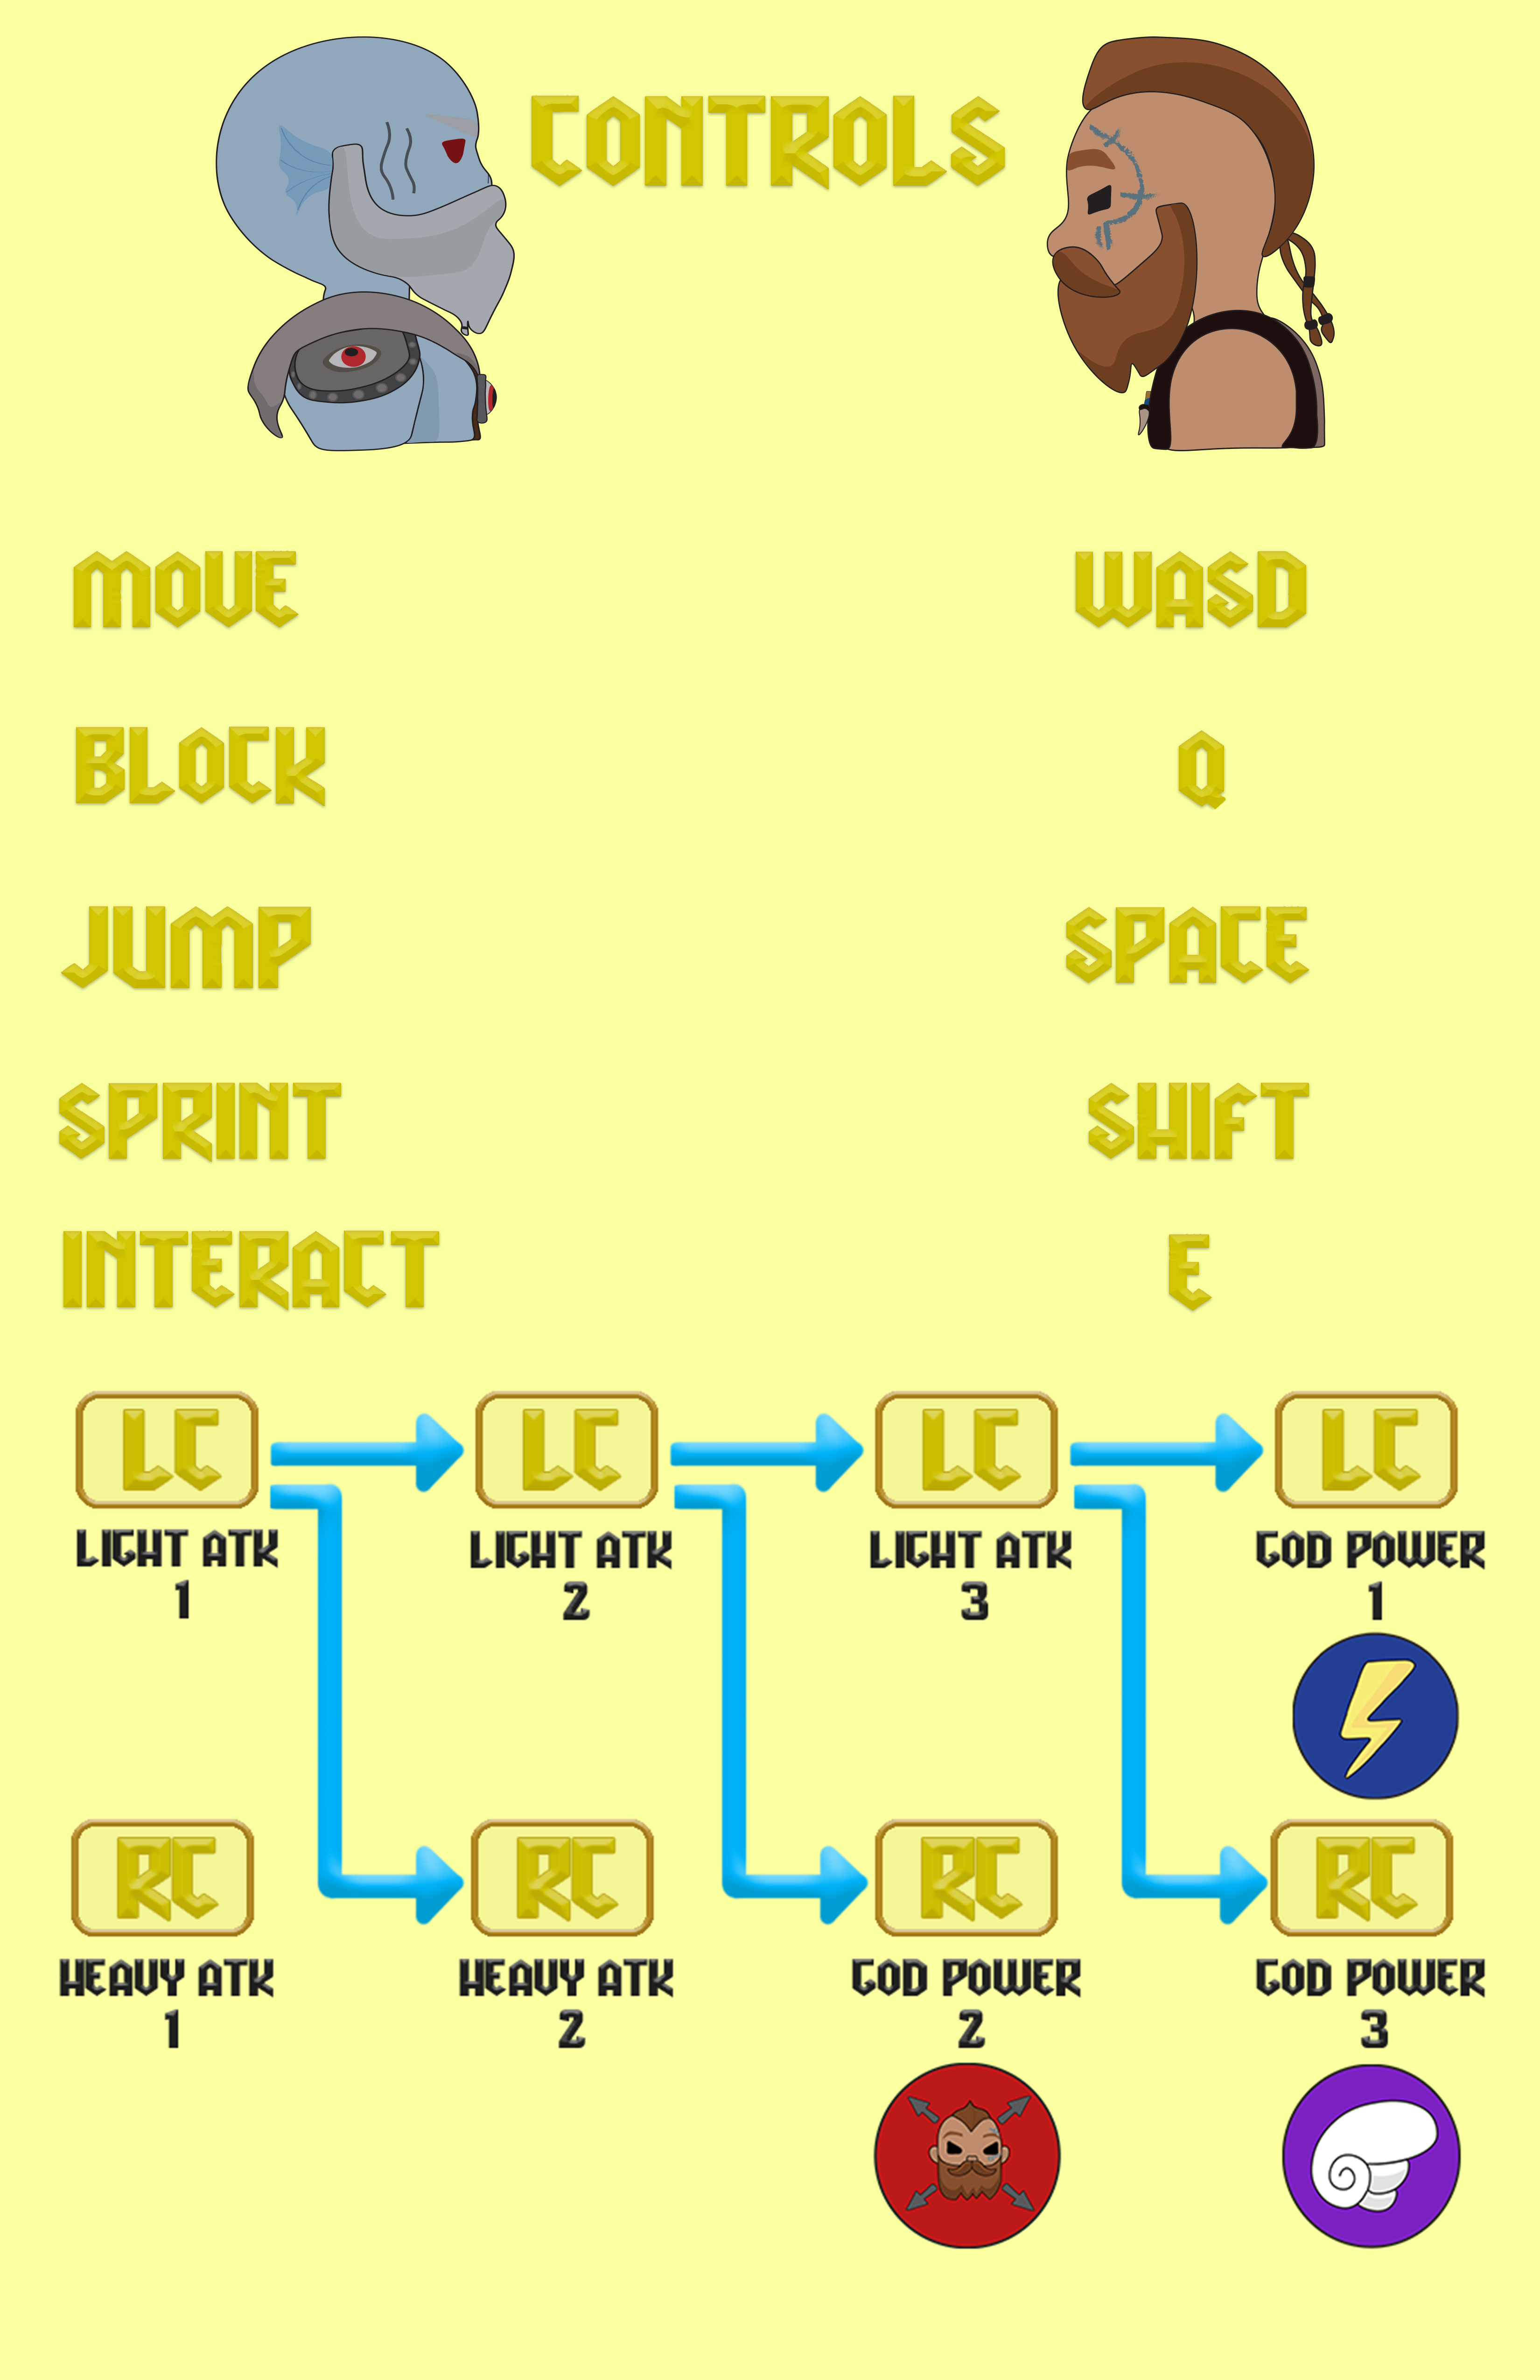 CONTROLS
MOVE WASD
BLOCK Q
JUMP SPACE
SPRINT SHIFT
INTERACT E
LC LC LC LC
LIGHT ATK LIGHT ATK LIGHT ATK GOD POWER
1 2 3 1
RC RC RC RC
HEAVY ATK HEAVY ATK GOD POWER GOD POWER
1 2 2 3